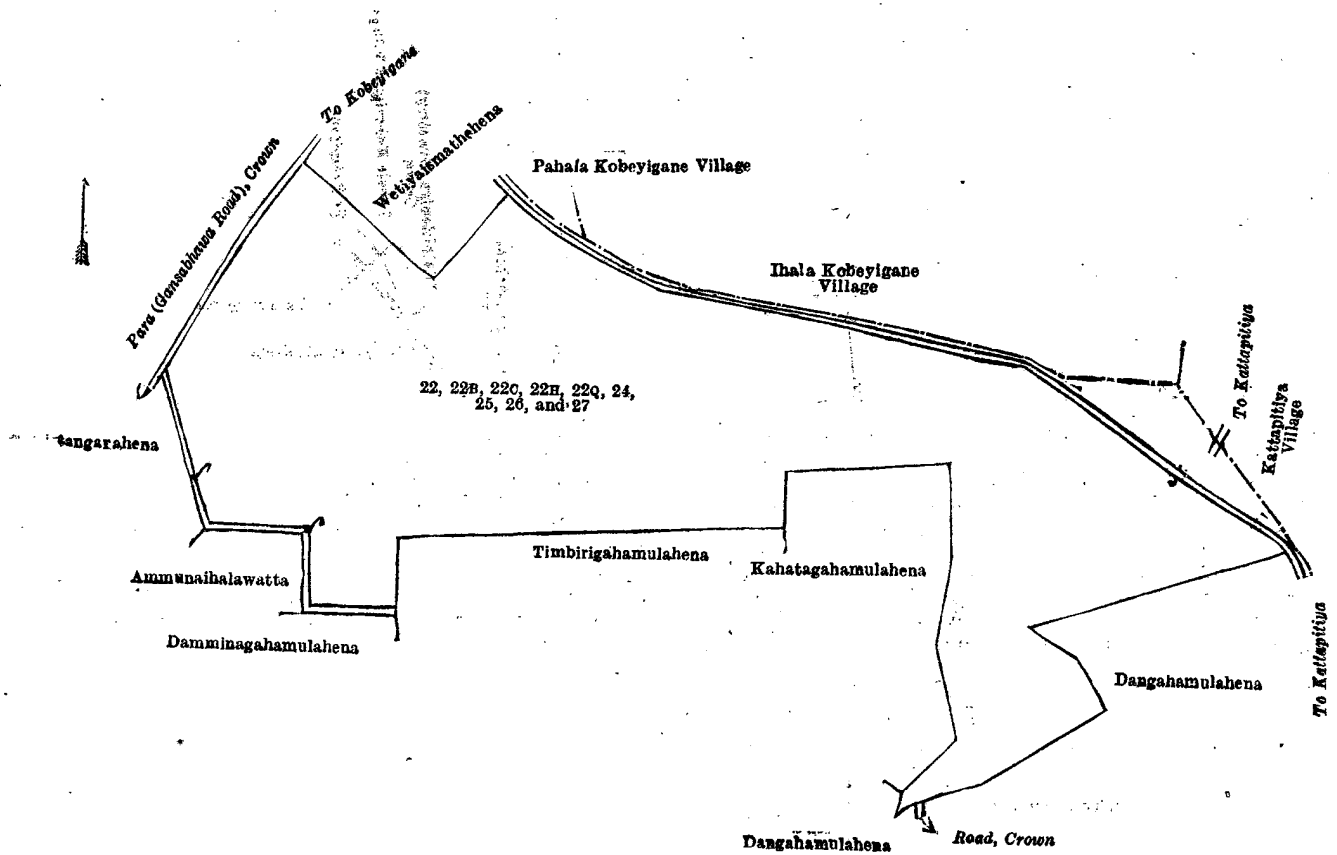 To Kobeyigane
Para (Gansabhawa Road), Crown
Wetiyaismathehena
Pahala Kobeyigane Village
Ihala Kobeyigane
Village
To Kattapitiya
Kattapitiya
Village
22, 22B, 22C, 22H, 22Q, 24,
25, 26, and 27
tangarahena
Timbirigahamulahena
Kahatagahamulahena
Ammunaihalawatta
Damminagahamulahena
Dangahamulahena
To Kattapitiya
Dangahamulahena
Road, Crown